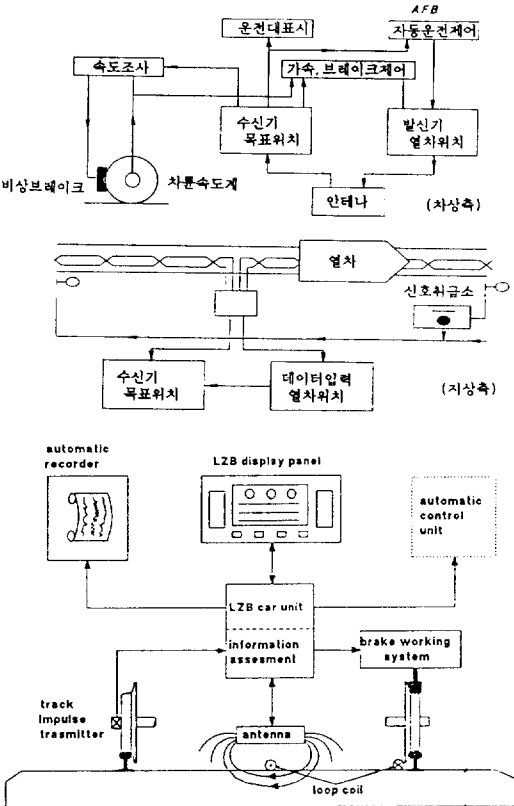 AFB
운전대표시
자동운전제어
속도조사
가속, 브레이크제어
수신기
목표위치
발신기
열차위치
비상브레이크
차륜속도계
안테나
(차상측)
열차
신호취급소
수신기
목표위치
데이터입력
열차위치
(지상측)
automatic
recorder
LZB display panel
automatic
control
unit
LZB car unit
information
assesment
brake working
system
track
impulse
trasmitter
antenna
loop coil